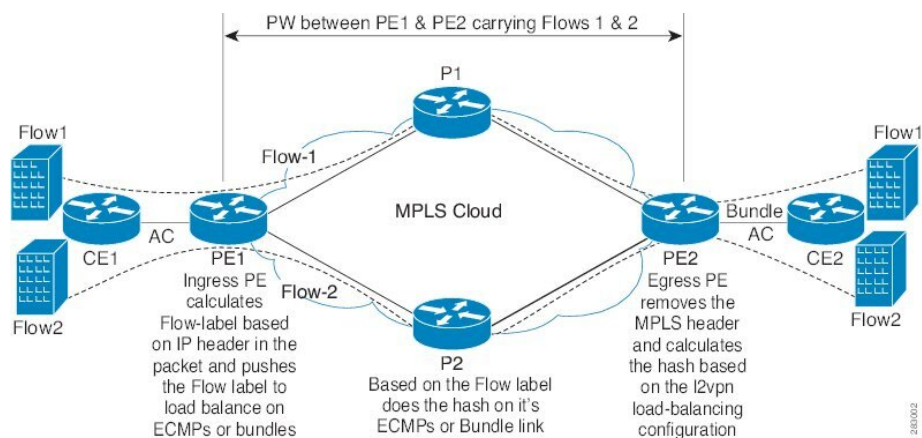 PW between PE1 & PE2 carrying Flows 1 & 2
P1
Flow1
Flow-1
Flow1
MPLS Cloud
Bundle
AC
AC
CE1
PE1
PE2
CE2
Flow2
Flow-2
Flow2
Ingress PE
calculates
Flow-label based
on IP header in the
packet and pushes
the Flow label to
load balance on
ECMPs or bundles
P2
Based on the Flow label
does the hash on it's
ECMPs or Bundle link
Egress PE
removes the
MPLS header
and calculates
the hash based
on the l2vpn
load-balancing
configuration